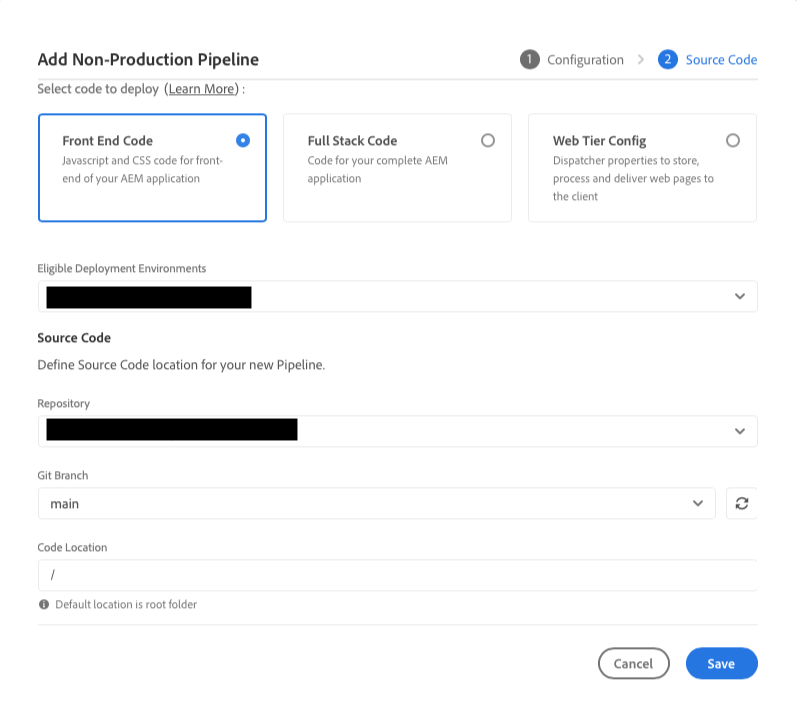 Add Non-Production Pipeline
1 Configuration > 2 Source Code
Select code to deploy (Learn More) :
Front End Code
Javascript and CSS code for front-
end of your AEM application
Full Stack Code
Code for your complete AEM
application
Web Tier Config
Dispatcher properties to store,
process and deliver web pages to
the client
Eligible Deployment Environments
Source Code
Define Source Code location for your new Pipeline.
Repository
Git Branch
main
Code Location
/
Default location is root folder
Cancel
Save